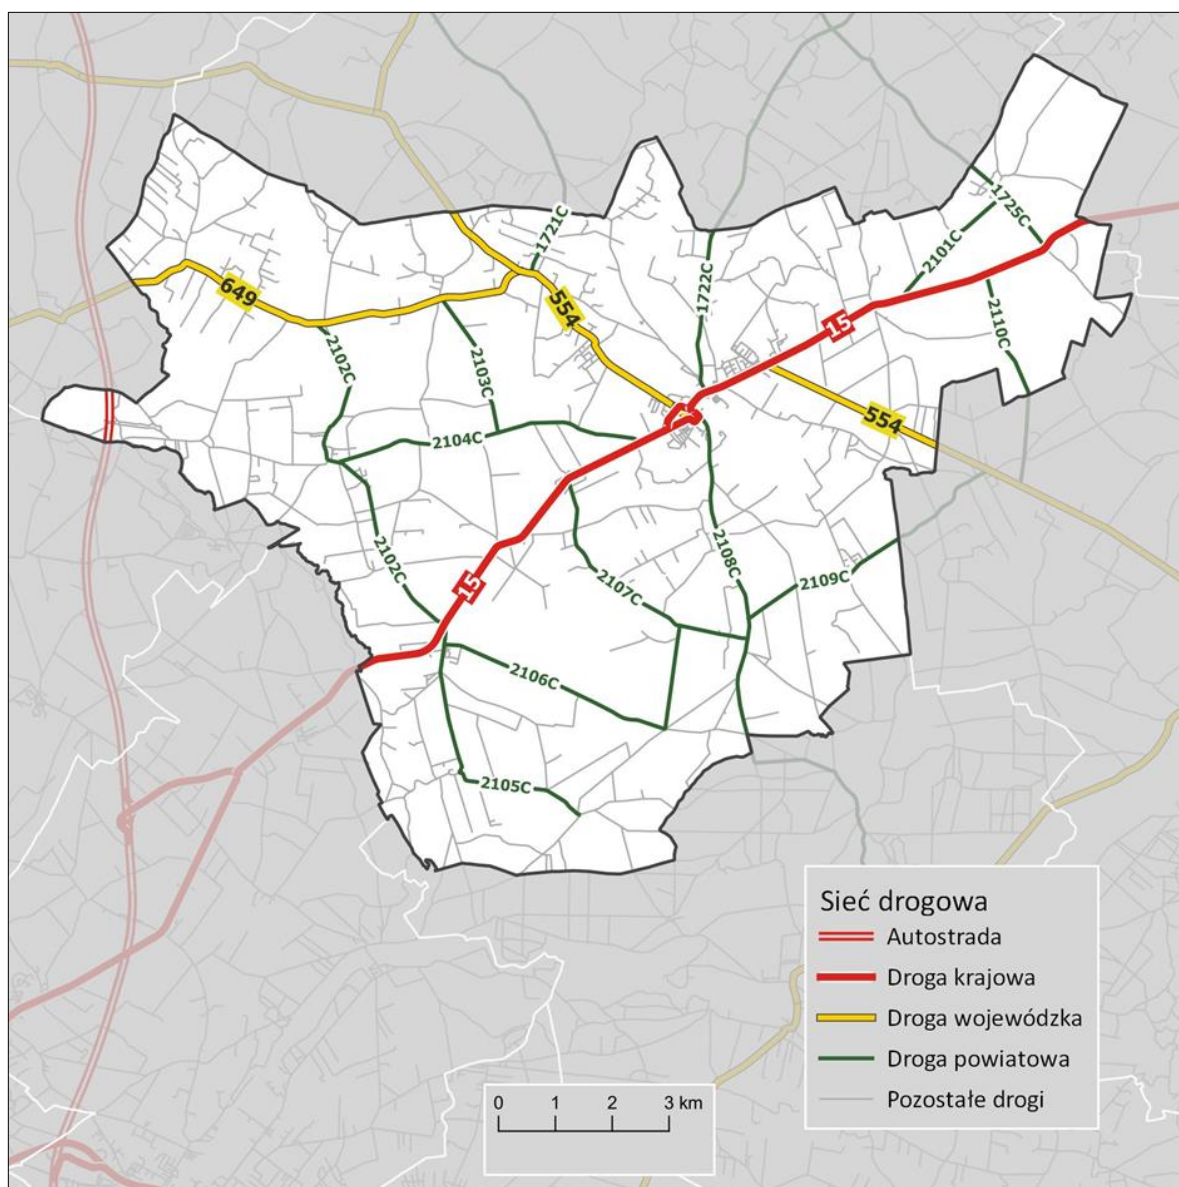 1721C
1725C
2101C
1722C
649
554
15
2110C
2102C
2103C
554
2104C
2102C
15
2107C
2108C
2109C
2106C
2105C
Sieć drogowa
Autostrada
Droga krajowa
Droga wojewódzka
Droga powiatowa
Pozostałe drogi
0 1 2 3 km